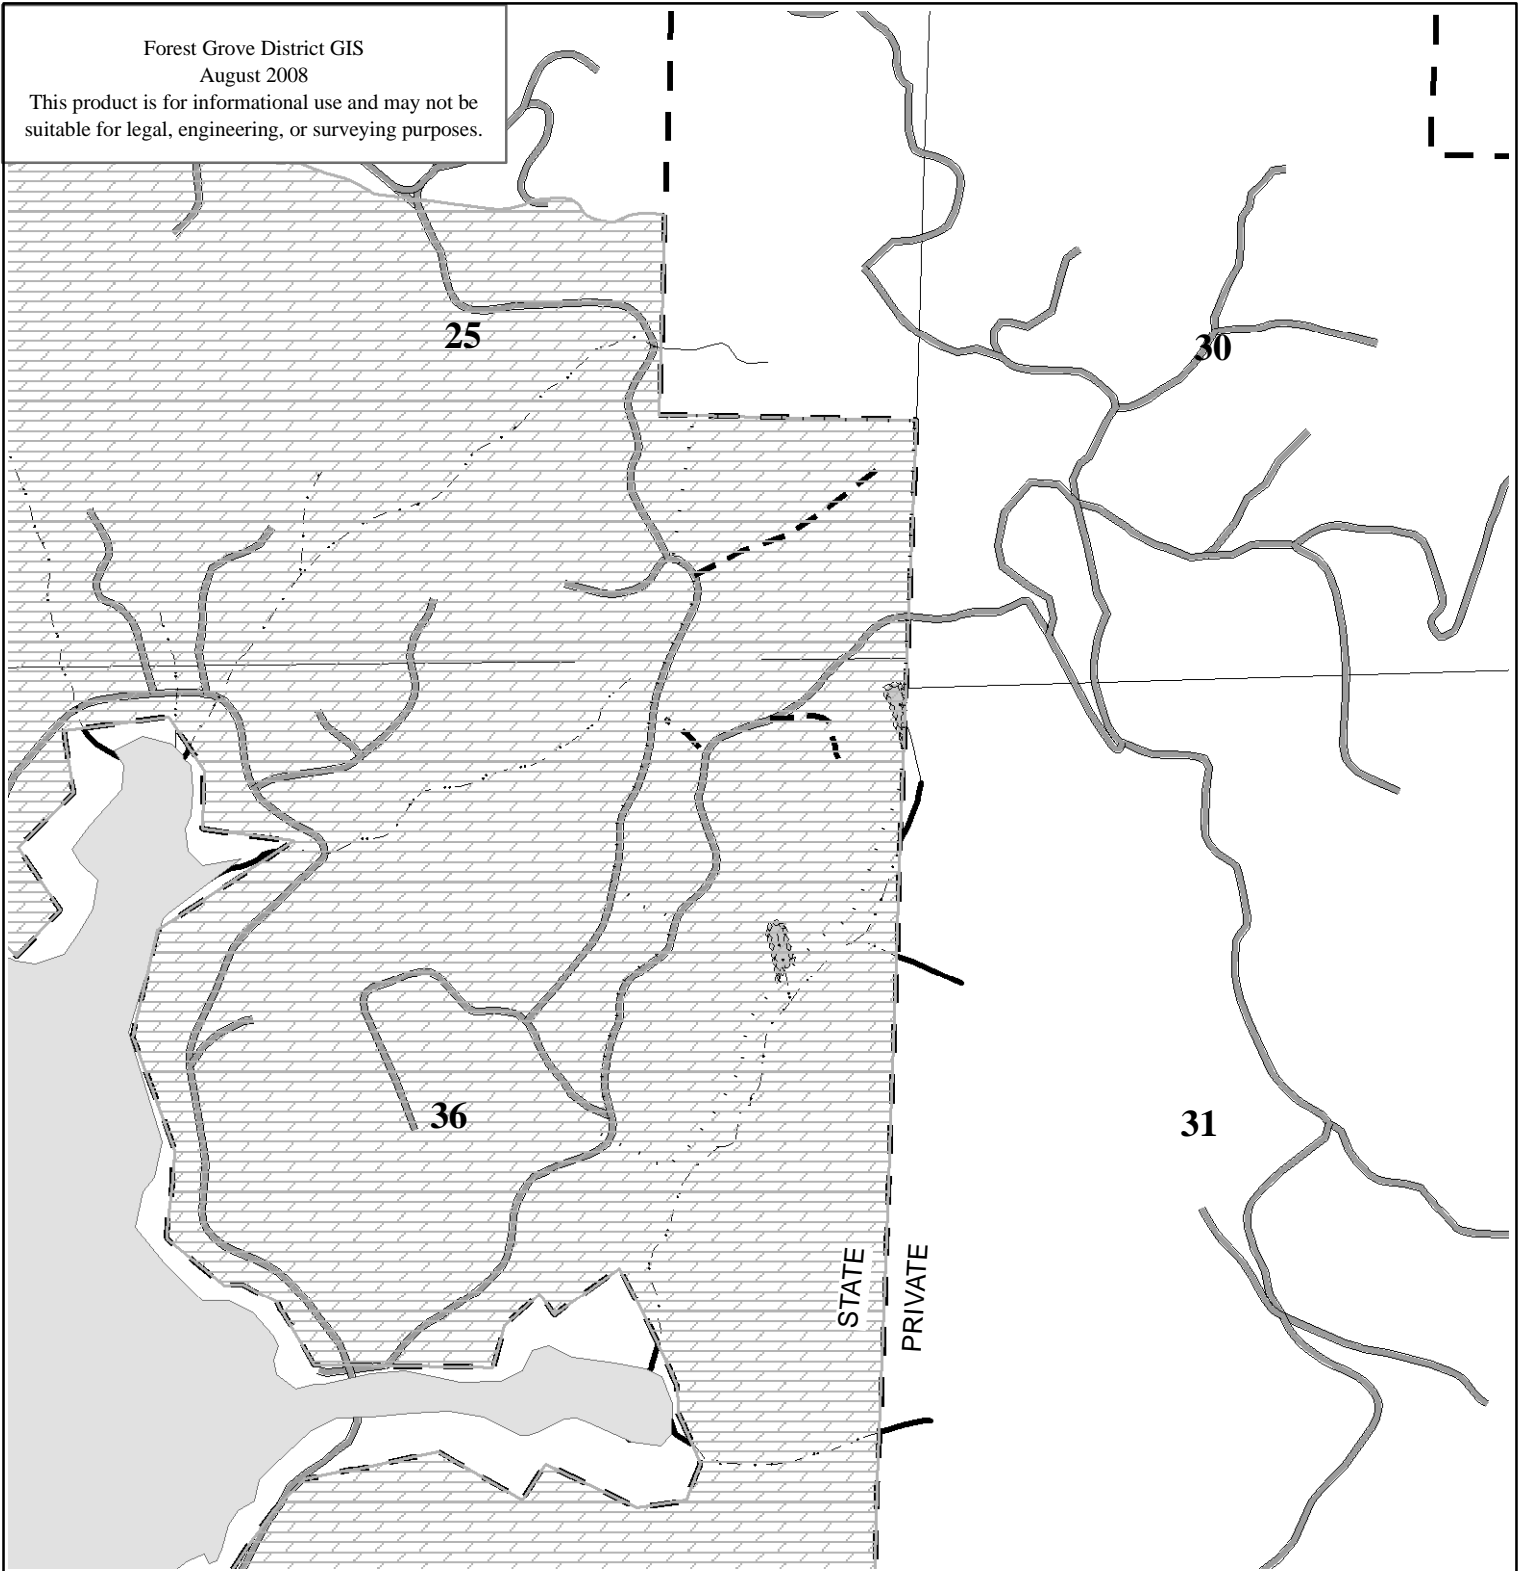 Forest Grove District GIS
August 2008
This product is for informational use and may not be
suitable for legal, engineering, or surveying purposes.
25
30
36
31
STATE
PRIVATE